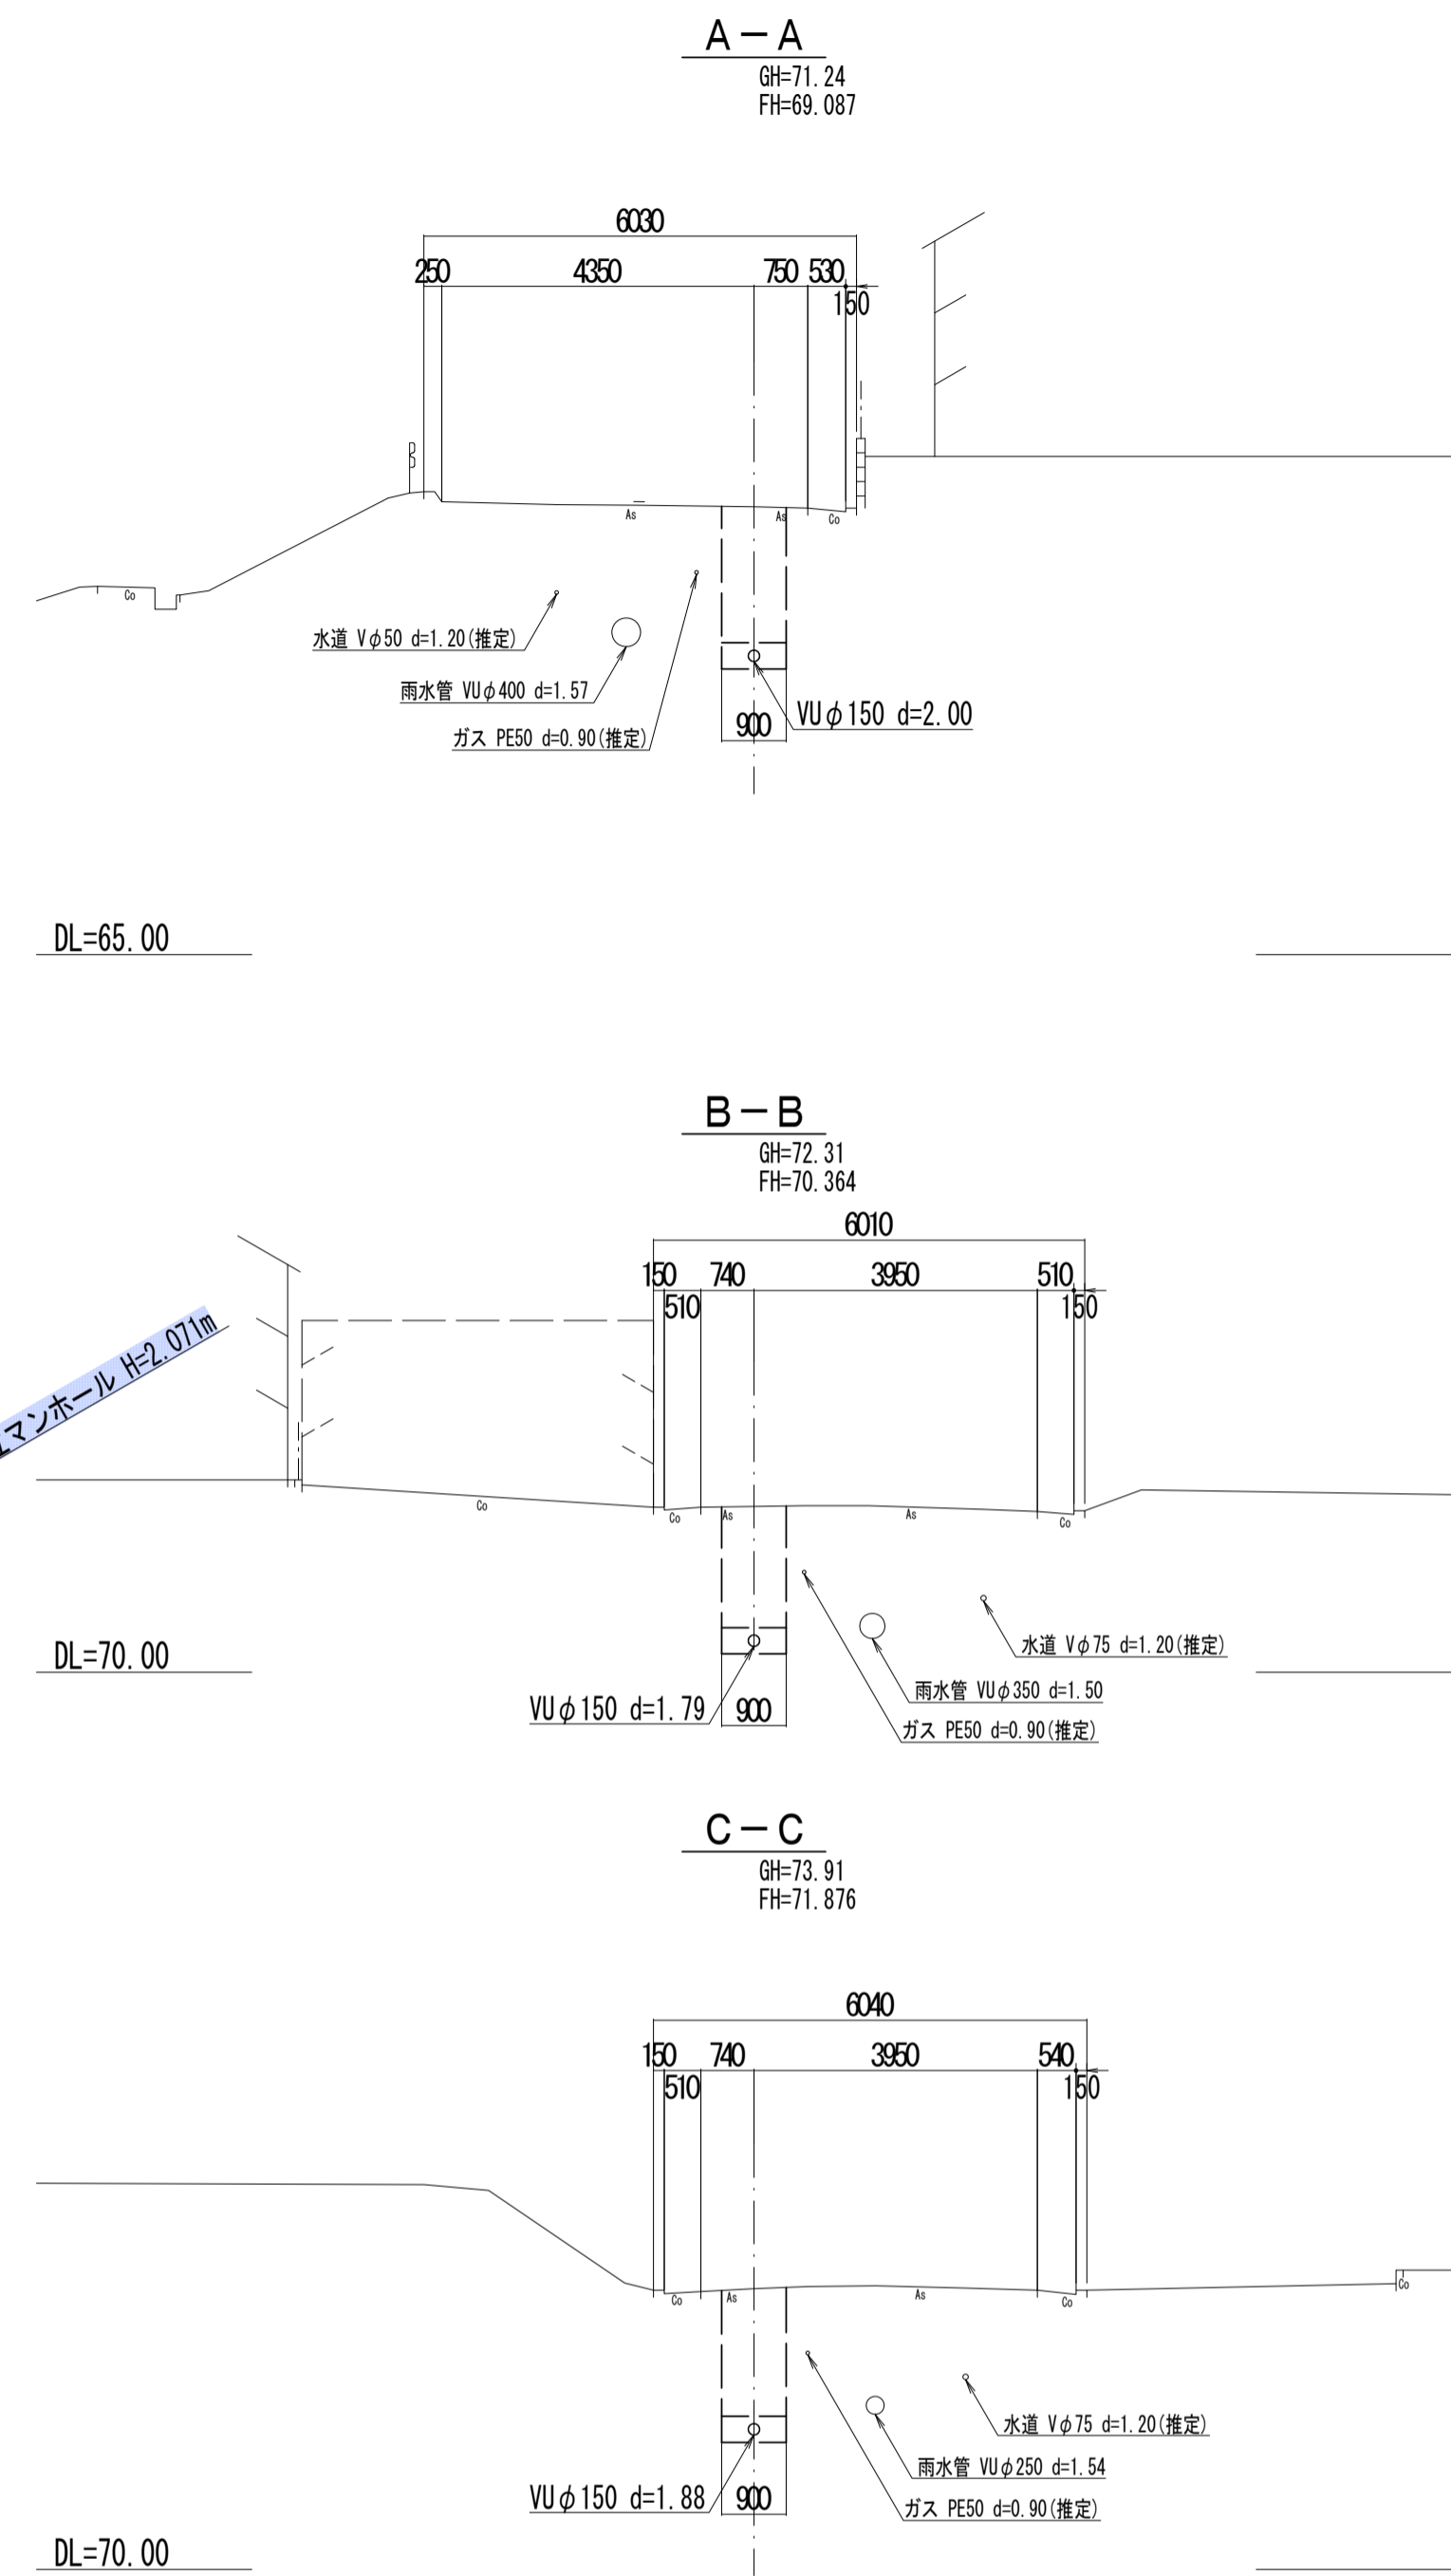 A－A
GH=71.24
FH=69.087
6030
250
4350
750
530
150
As
As
Co
Co
水道 Vφ50 d=1.20(推定)
雨水管 VUφ400 d=1.57
ガス PE50 d=0.90(推定)
900
VUφ150 d=2.00
DL=65.00
B－B
GH=72.31
FH=70.364
6010
150
740
3950
510
510
150
マンホール H=2.071m
Co
Co
As
As
Co
水道 Vφ75 d=1.20(推定)
DL=70.00
雨水管 VUφ350 d=1.50
VUφ150 d=1.79
900
ガス PE50 d=0.90(推定)
C－C
GH=73.91
FH=71.876
6040
150
740
3950
540
510
150
Co
As
As
Co
Co
水道 Vφ75 d=1.20(推定)
雨水管 VUφ250 d=1.54
VUφ150 d=1.88
900
ガス PE50 d=0.90(推定)
DL=70.00